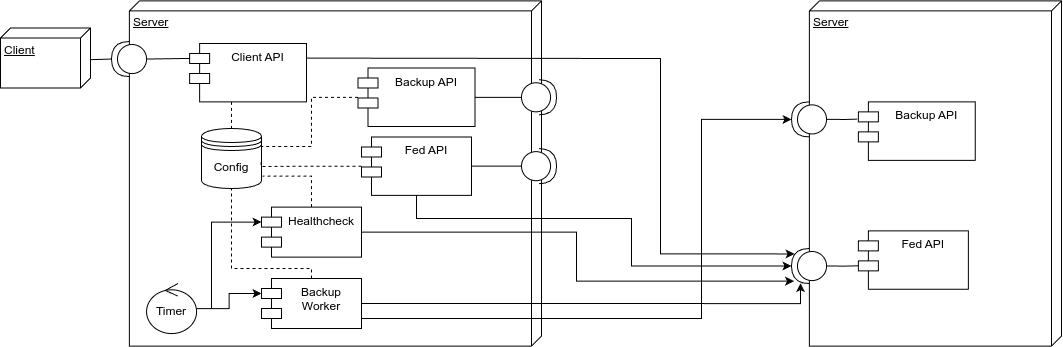 Server
Server
Client
Client API
Backup API
Backup API
Fed API
Config
Healthcheck
Fed API
Backup
Worker
Timer